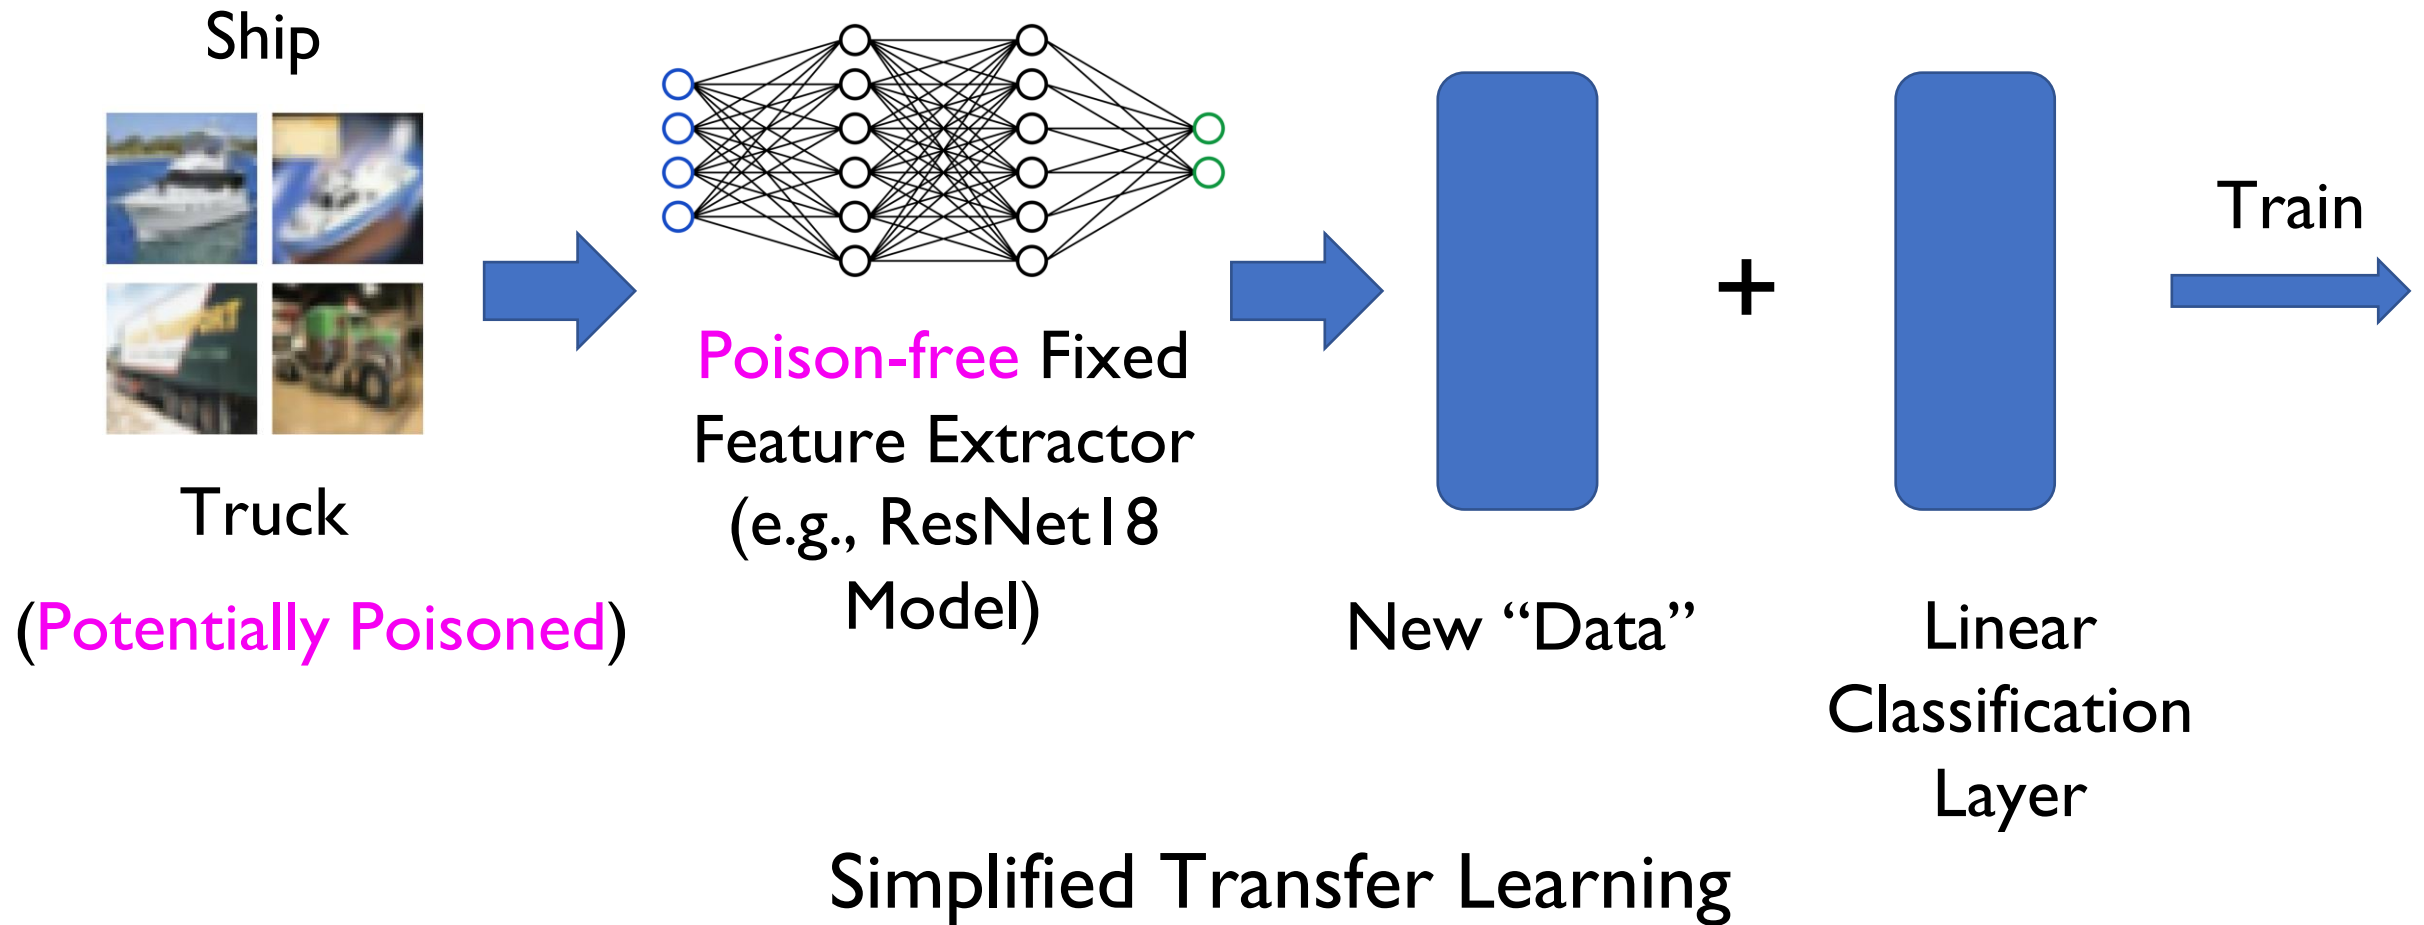 Ship
Truck
(Potentially Poisoned)
Poison-free Fixed
Feature Extractor
(e.g., ResNet18
Model)
New “Data”
+
Linear
Classification
Layer
Train
Simplified Transfer Learning